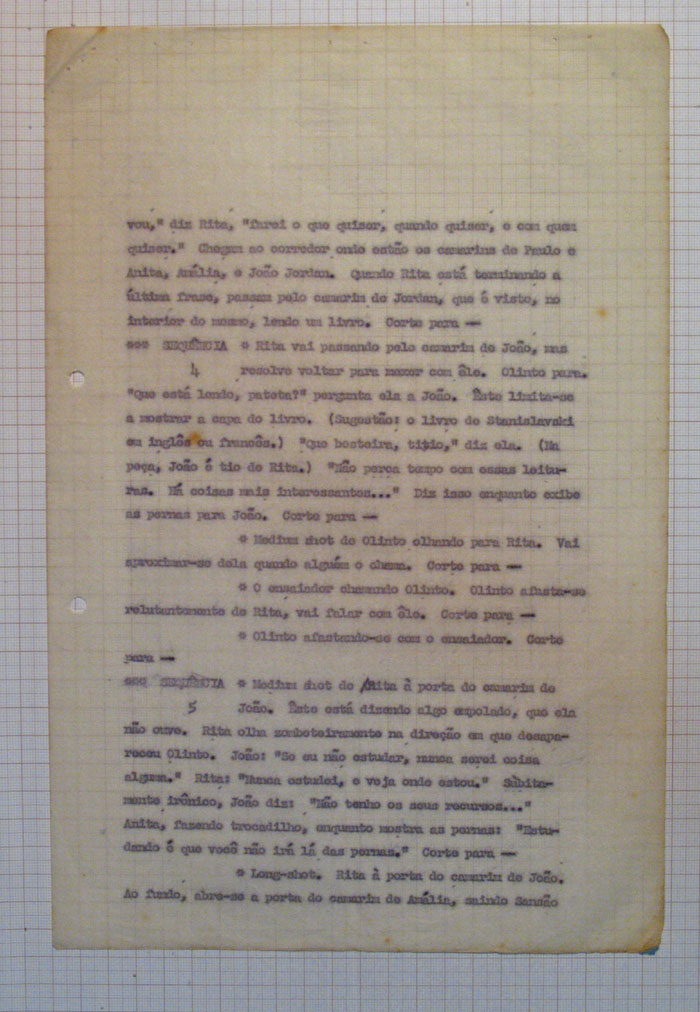 vou," diz Rita, "farei o que quiser, quando quiser, e com quem
quiser." Chegam ao corredor onde estão os camarins de Paulo e
Anita, Amália, e João Jordan. Quando Rita está terminando a
última frase, passam pelo camarim de Jordan, que é visto, no
interior do mesmo, lendo um livro. Corte para —
*** SEQUÊNCIA * Rita vai passando pelo camarim de João, mas
4 resolve voltar para mexer com êle. Olinto para.
"Que está lendo, pateta?" pergunta ela a João. Êste limita-se
a mostrar a capa do livro. (Sugestão: o livro de Stanislavski
em inglês ou francês.) "Que bosteira, titio," diz ela. (Na
peça, João é tio de Rita.) "Não perca tempo com essas leitu-
ras. Há coisas mais interessantes..." Diz isso enquanto exibe
as pernas para João. Corte para —
* Medium shot de Olinto olhando para Rita. Vai
aproximar-se dela quando alguém o chama. Corte para —
* O ensaiador chamando Olinto. Olinto afasta-se
relutantemente de Rita, vai falar com êle. Corte para —
* Olinto afastando-se com o ensaiador. Corte
para —
*** SEQUÊNCIA * Medium shot de Rita à porta do camarim de
5 João. Êste está dizendo algo empolado, que ela
não ouve. Rita olha zombeteiramente na direção em que desapa-
receu Olinto. João: "Se eu não estudar, nunca serei coisa
alguma." Rita: "Nunca estudei, e veja onde estou." Sùbita-
mente irônico, João diz: "Não tenho os seus recursos..."
Anita, fazendo trocadilho, enquanto mostra as pernas: "Estu-
dando é que você não irá lá das pernas." Corte para —
* Long-shot. Rita à porta do camarim de João.
Ao fundo, abre-se a porta do camarim de Amália, saindo Sansão